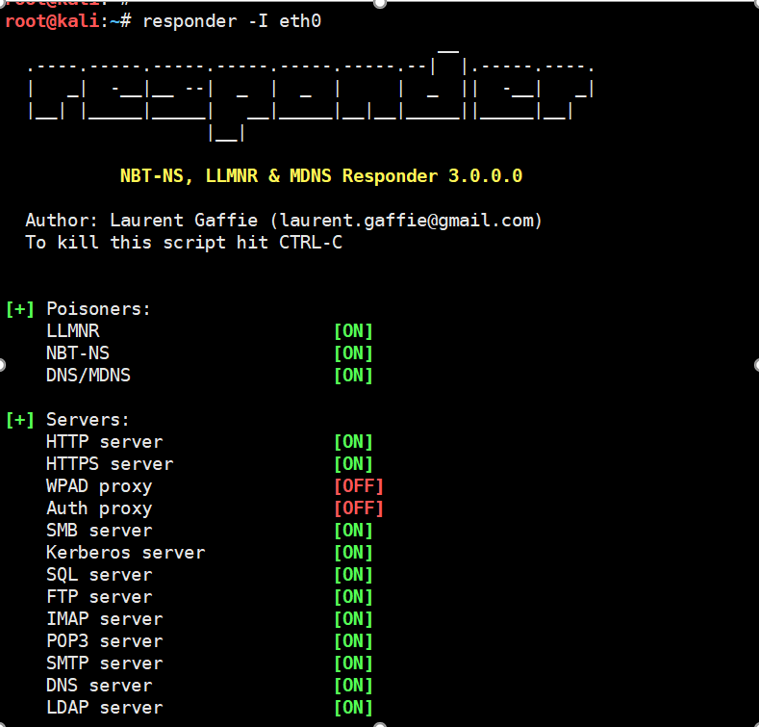 root@kali:~#
root@kali:~# responder -I eth0
responder
NBT-NS, LLMNR & MDNS Responder 3.0.0.0
Author: Laurent Gaffie (laurent.gaffie@gmail.com)
To kill this script hit CTRL-C
[+] Poisoners:
LLMNR [ON]
NBT-NS [ON]
DNS/MDNS [ON]
[+] Servers:
HTTP server [ON]
HTTPS server [ON]
WPAD proxy [OFF]
Auth proxy [OFF]
SMB server [ON]
Kerberos server [ON]
SQL server [ON]
FTP server [ON]
IMAP server [ON]
POP3 server [ON]
SMTP server [ON]
DNS server [ON]
LDAP server [ON]